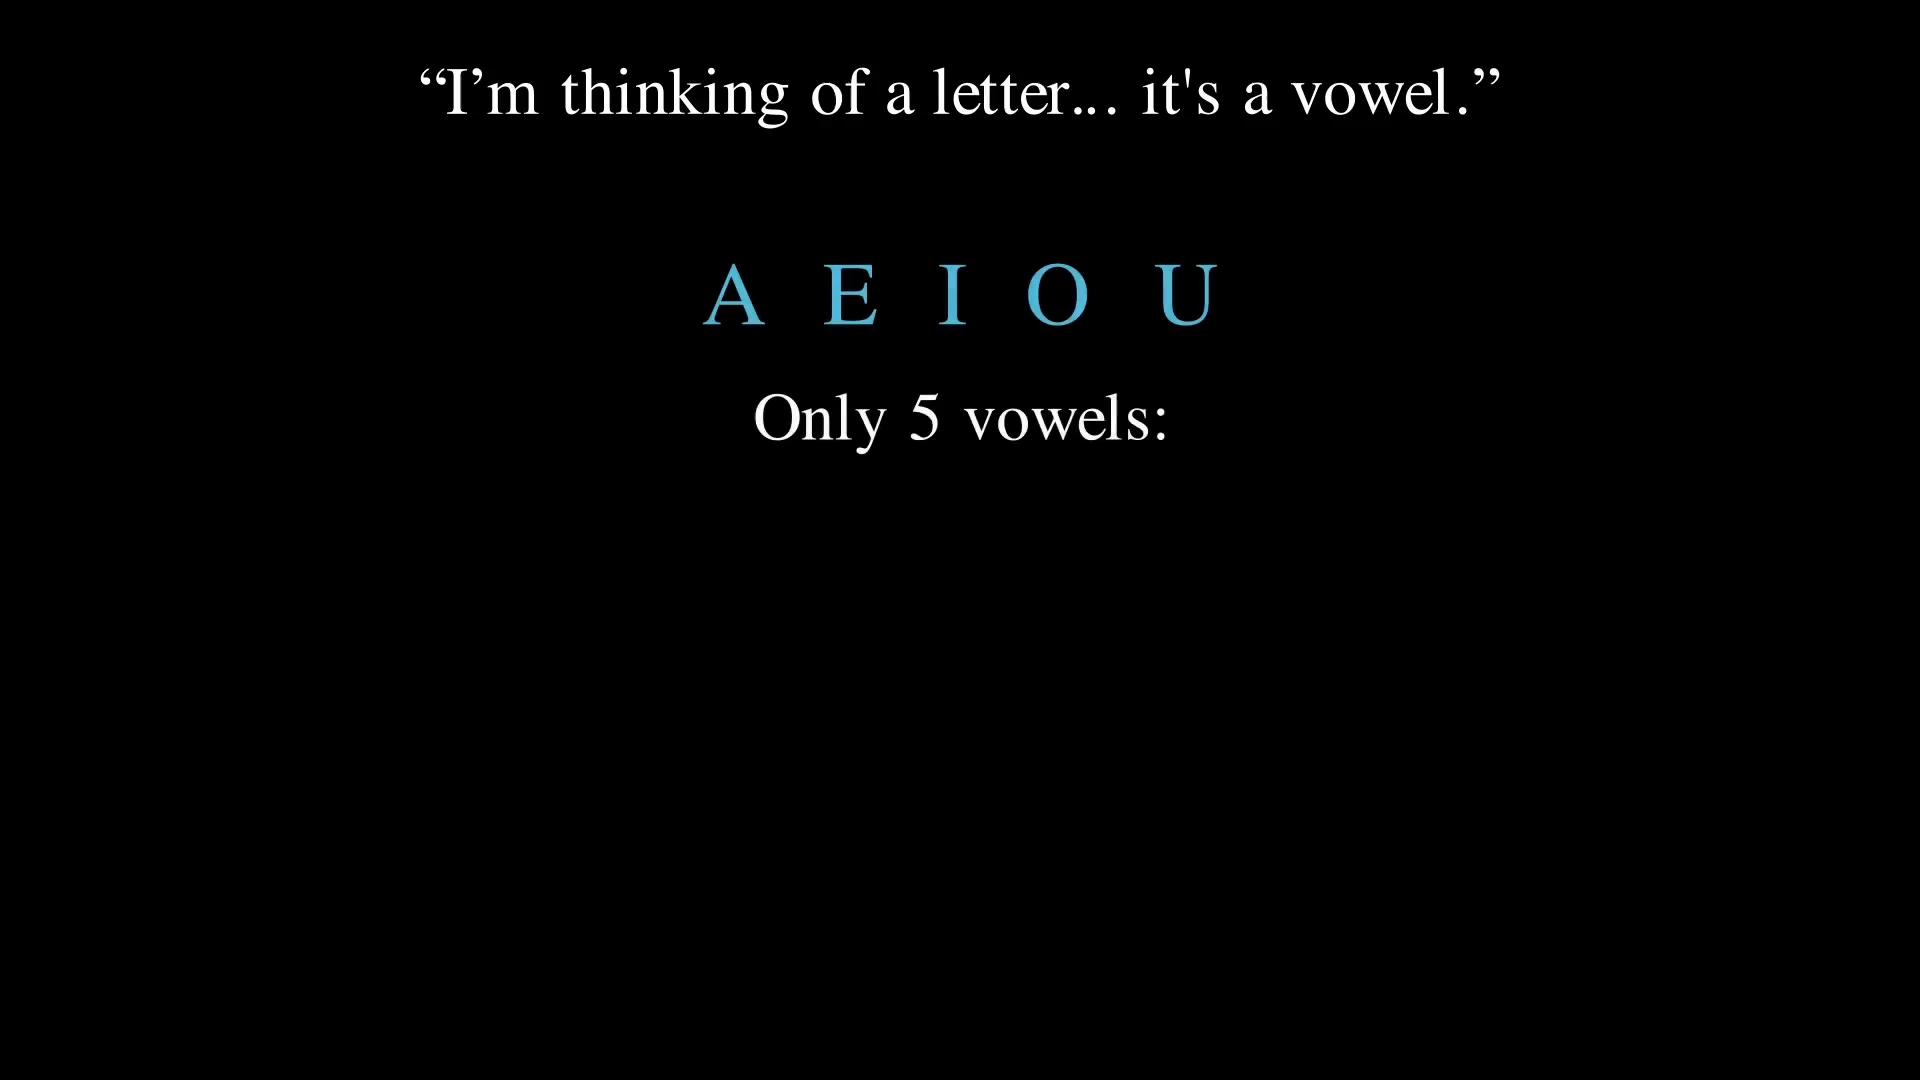 “I’m thinking of a letter... it's a vowel.”
A E I O U
Only 5 vowels: